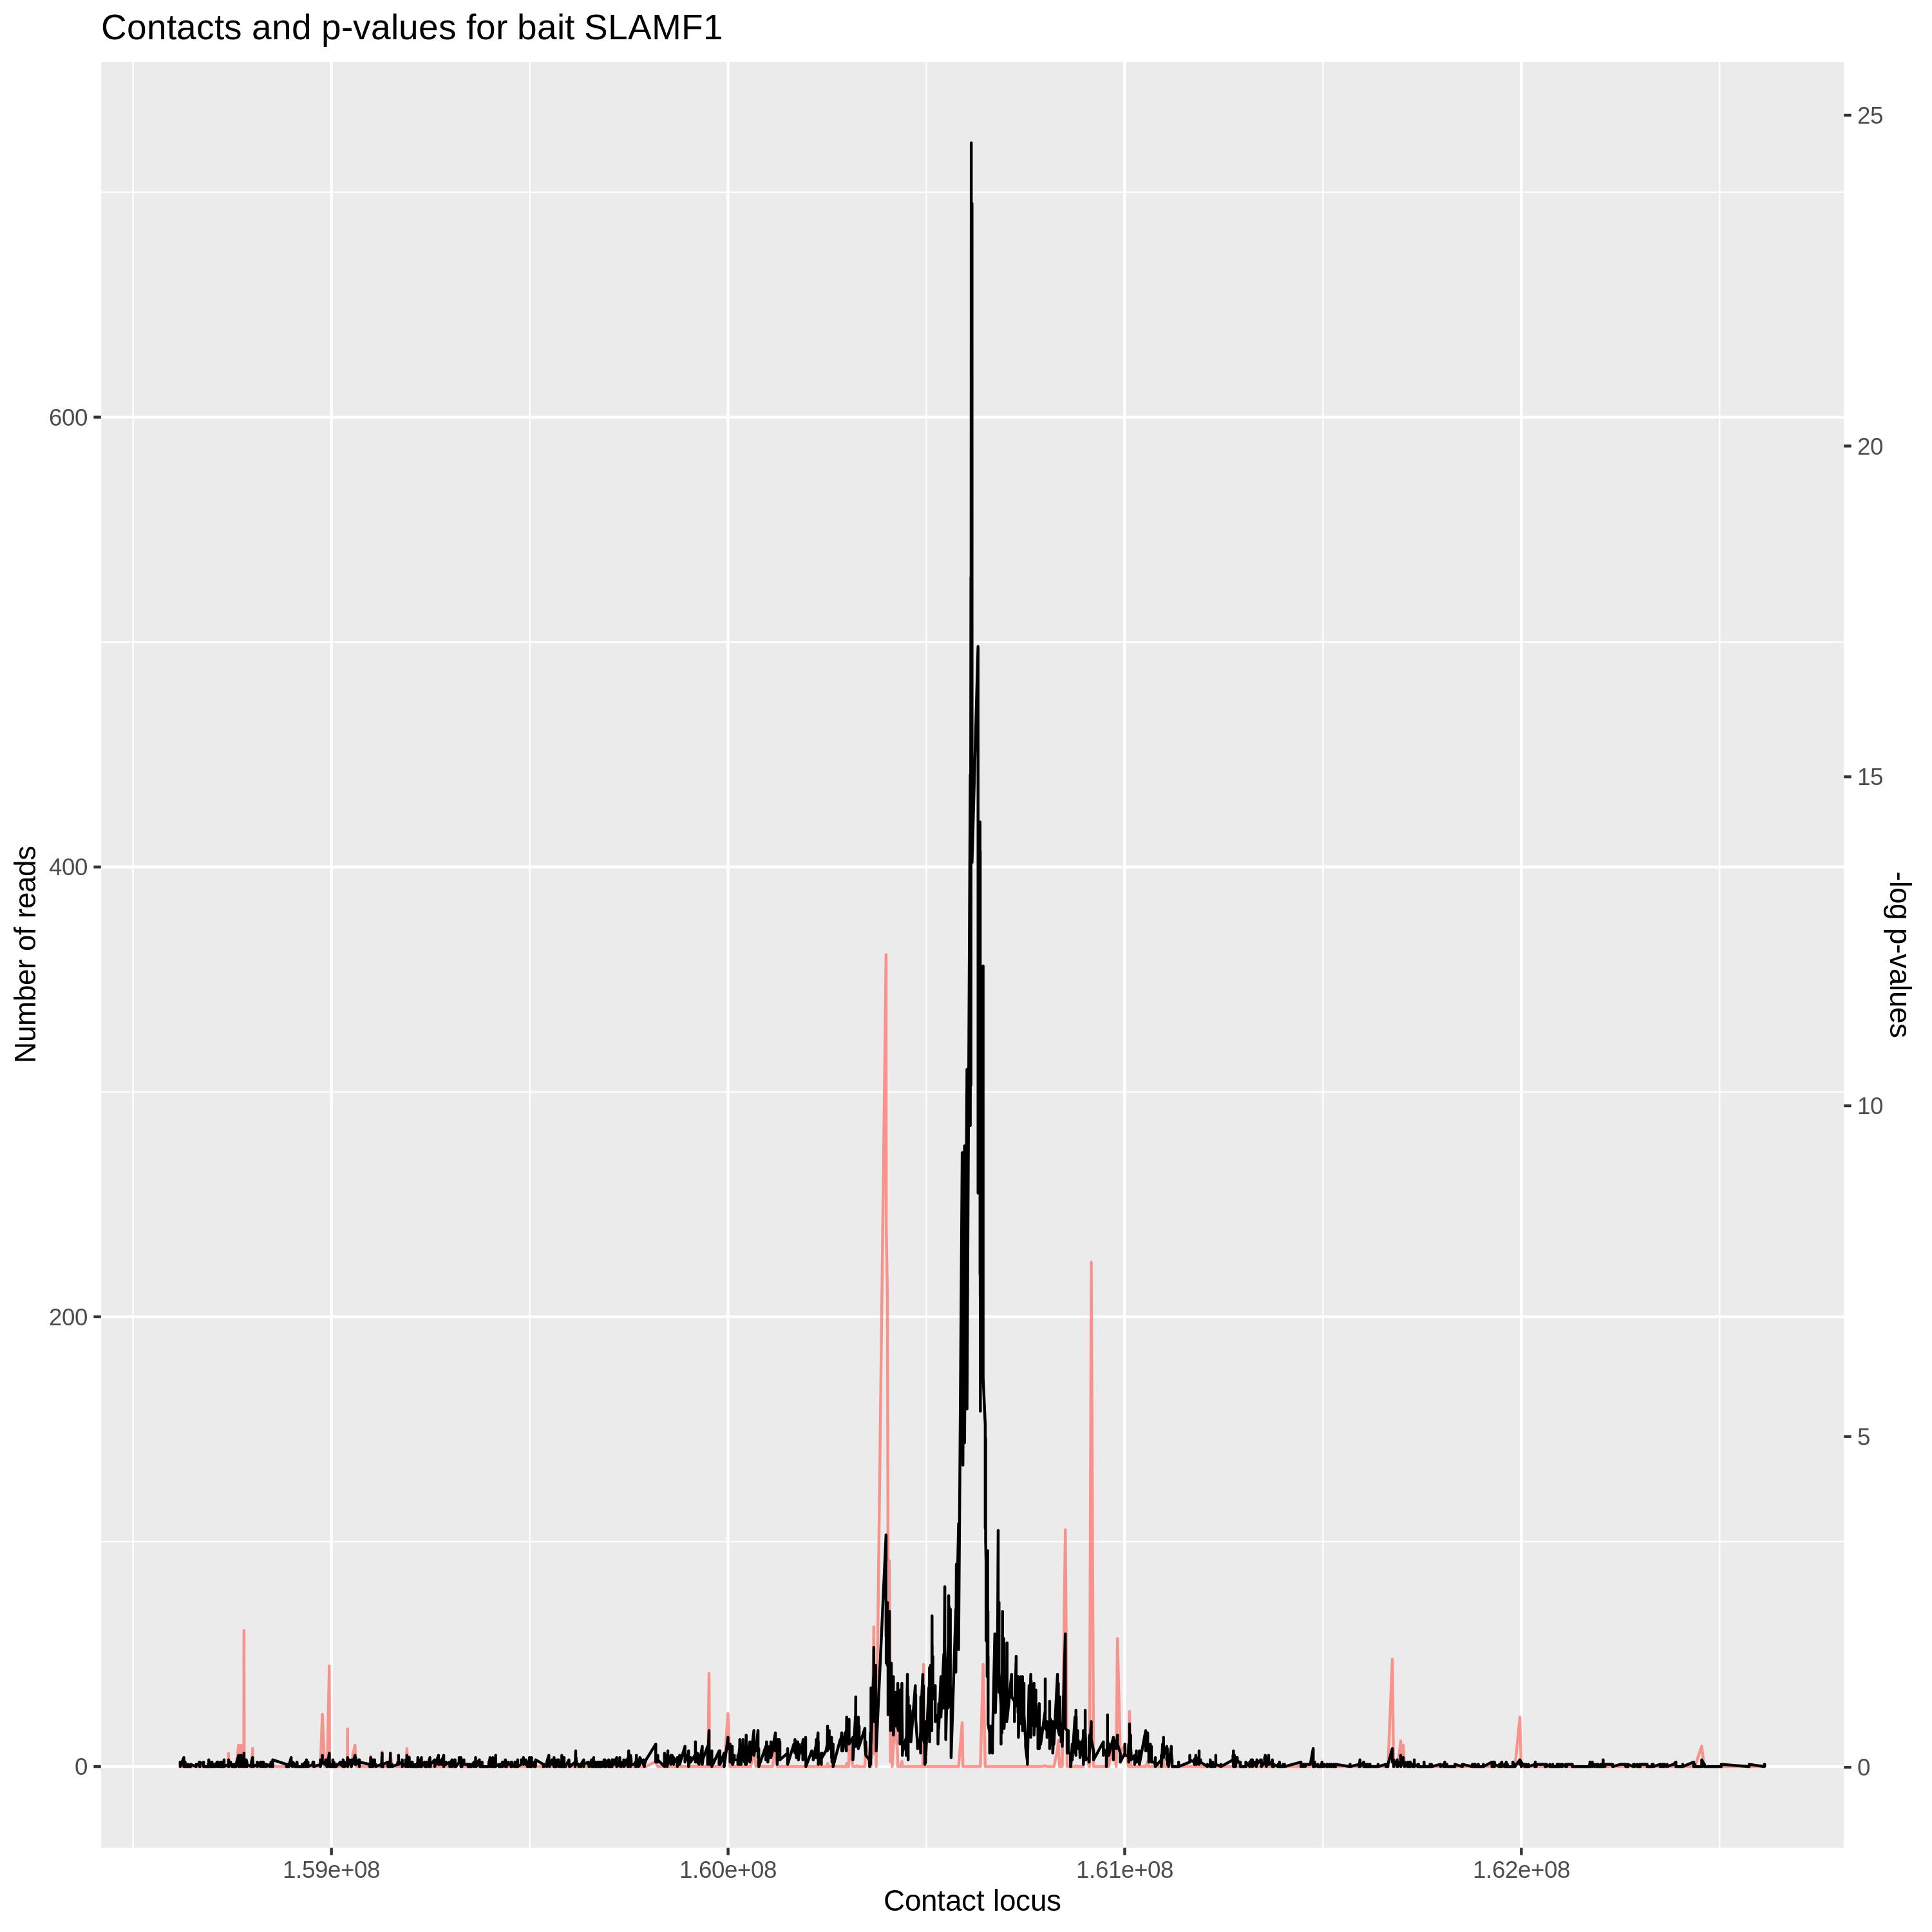 Contacts and p-values for bait SLAMF1
25
20
15
10
5
0
-log p-values
600
400
200
0
Number of reads
1.59e+08 1.60e+08 1.61e+08 1.62e+08
Contact locus